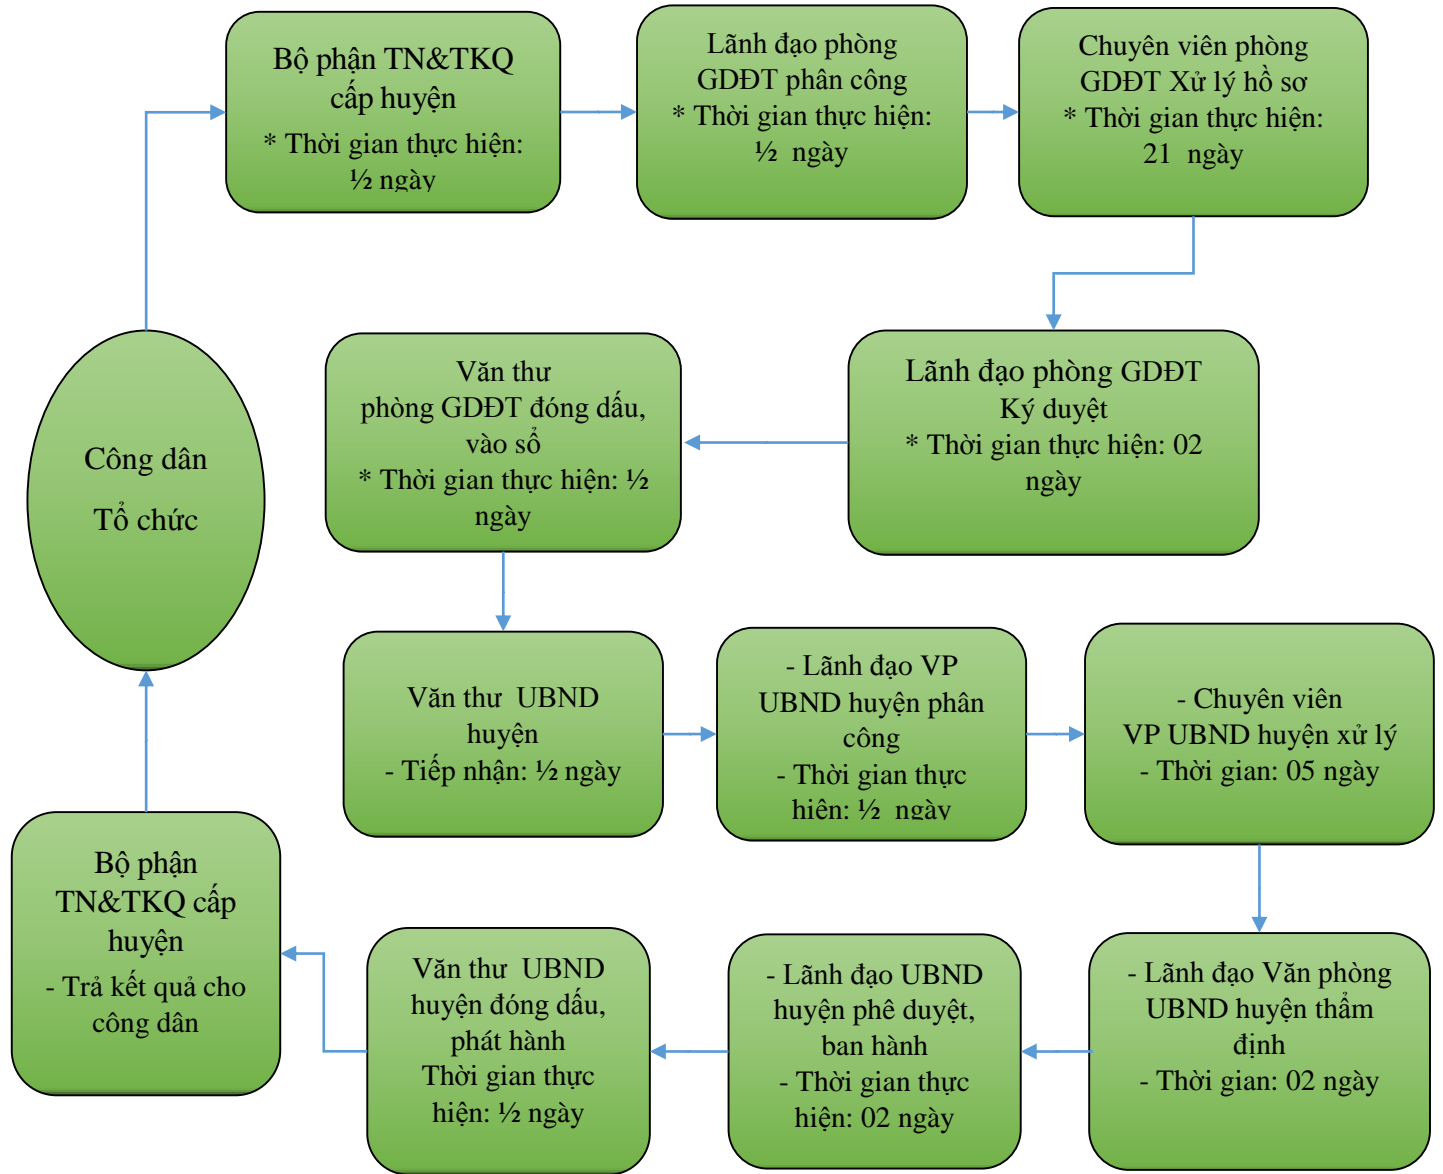 Bộ phận TN&TKQ
cấp huyện
* Thời gian thực hiện:
½ ngày
Lãnh đạo phòng
GDĐT phân công
* Thời gian thực hiện:
½ ngày
Chuyên viên phòng
GDĐT Xử lý hồ sơ
* Thời gian thực hiện:
21 ngày
Lãnh đạo phòng GDĐT
Ký duyệt
* Thời gian thực hiện: 02
ngày
Văn thư
phòng GDĐT đóng dấu,
vào sổ
* Thời gian thực hiện: ½
ngày
Công dân
Tổ chức
Văn thư UBND
huyện
- Tiếp nhận: ½ ngày
- Lãnh đạo VP
UBND huyện phân
công
- Thời gian thực
hiện: ½ ngày
- Chuyên viên
VP UBND huyện xử lý
- Thời gian: 05 ngày
- Lãnh đạo Văn phòng
UBND huyện thẩm
định
- Thời gian: 02 ngày
- Lãnh đạo UBND
huyện phê duyệt,
ban hành
- Thời gian thực
hiện: 02 ngày
Văn thư UBND
huyện đóng dấu,
phát hành
Thời gian thực
hiện: ½ ngày
Bộ phận
TN&TKQ cấp
huyện
- Trả kết quả cho
công dân